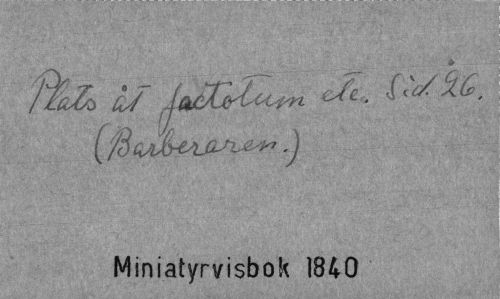 Plats åt factotum etc. Sid. 26.
(Barberaren.)
Miniatyrvisbok 1840